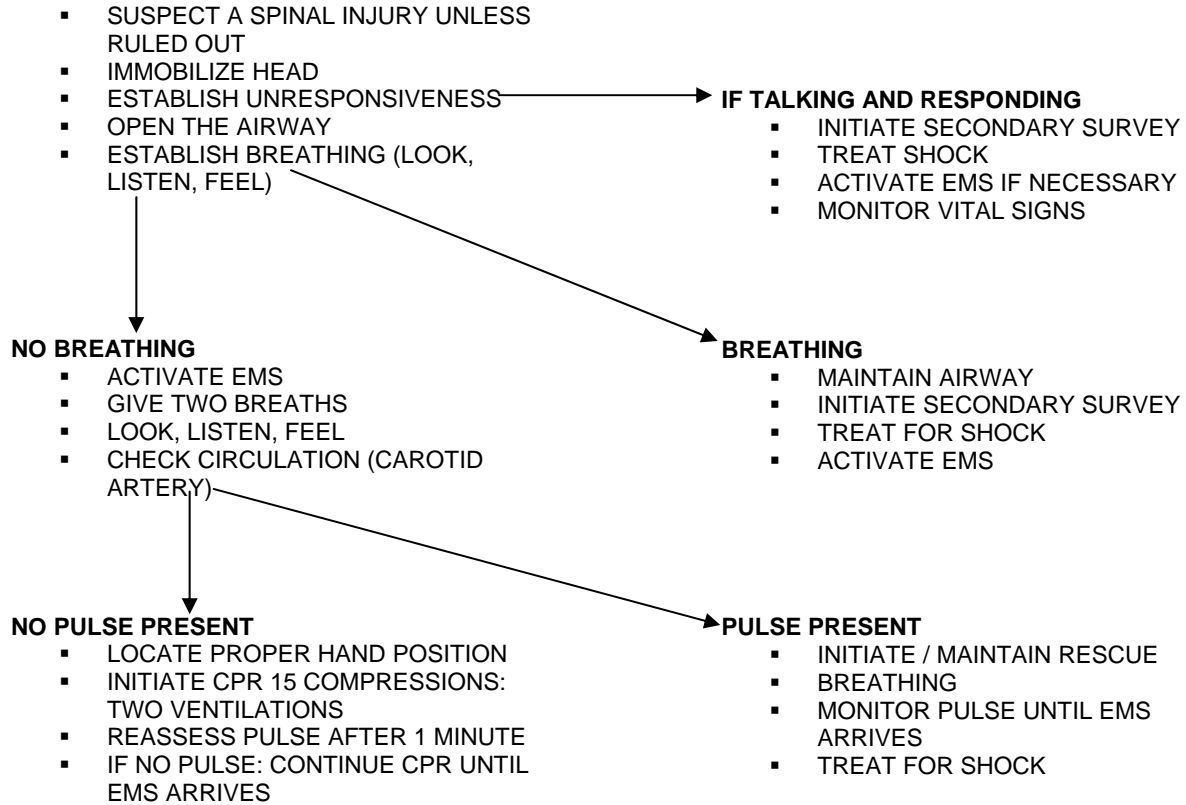 ▪ SUSPECT A SPINAL INJURY UNLESS
RULED OUT
▪ IMMOBILIZE HEAD
▪ ESTABLISH UNRESPONSIVENESS
▪ OPEN THE AIRWAY
▪ ESTABLISH BREATHING (LOOK,
LISTEN, FEEL)
IF TALKING AND RESPONDING
▪ INITIATE SECONDARY SURVEY
▪ TREAT SHOCK
▪ ACTIVATE EMS IF NECESSARY
▪ MONITOR VITAL SIGNS
NO BREATHING
▪ ACTIVATE EMS
▪ GIVE TWO BREATHS
▪ LOOK, LISTEN, FEEL
▪ CHECK CIRCULATION (CAROTID
ARTERY)
BREATHING
▪ MAINTAIN AIRWAY
▪ INITIATE SECONDARY SURVEY
▪ TREAT FOR SHOCK
▪ ACTIVATE EMS
NO PULSE PRESENT
▪ LOCATE PROPER HAND POSITION
▪ INITIATE CPR 15 COMPRESSIONS:
TWO VENTILATIONS
▪ REASSESS PULSE AFTER 1 MINUTE
▪ IF NO PULSE: CONTINUE CPR UNTIL
EMS ARRIVES
PULSE PRESENT
▪ INITIATE / MAINTAIN RESCUE
▪ BREATHING
▪ MONITOR PULSE UNTIL EMS
ARRIVES
▪ TREAT FOR SHOCK